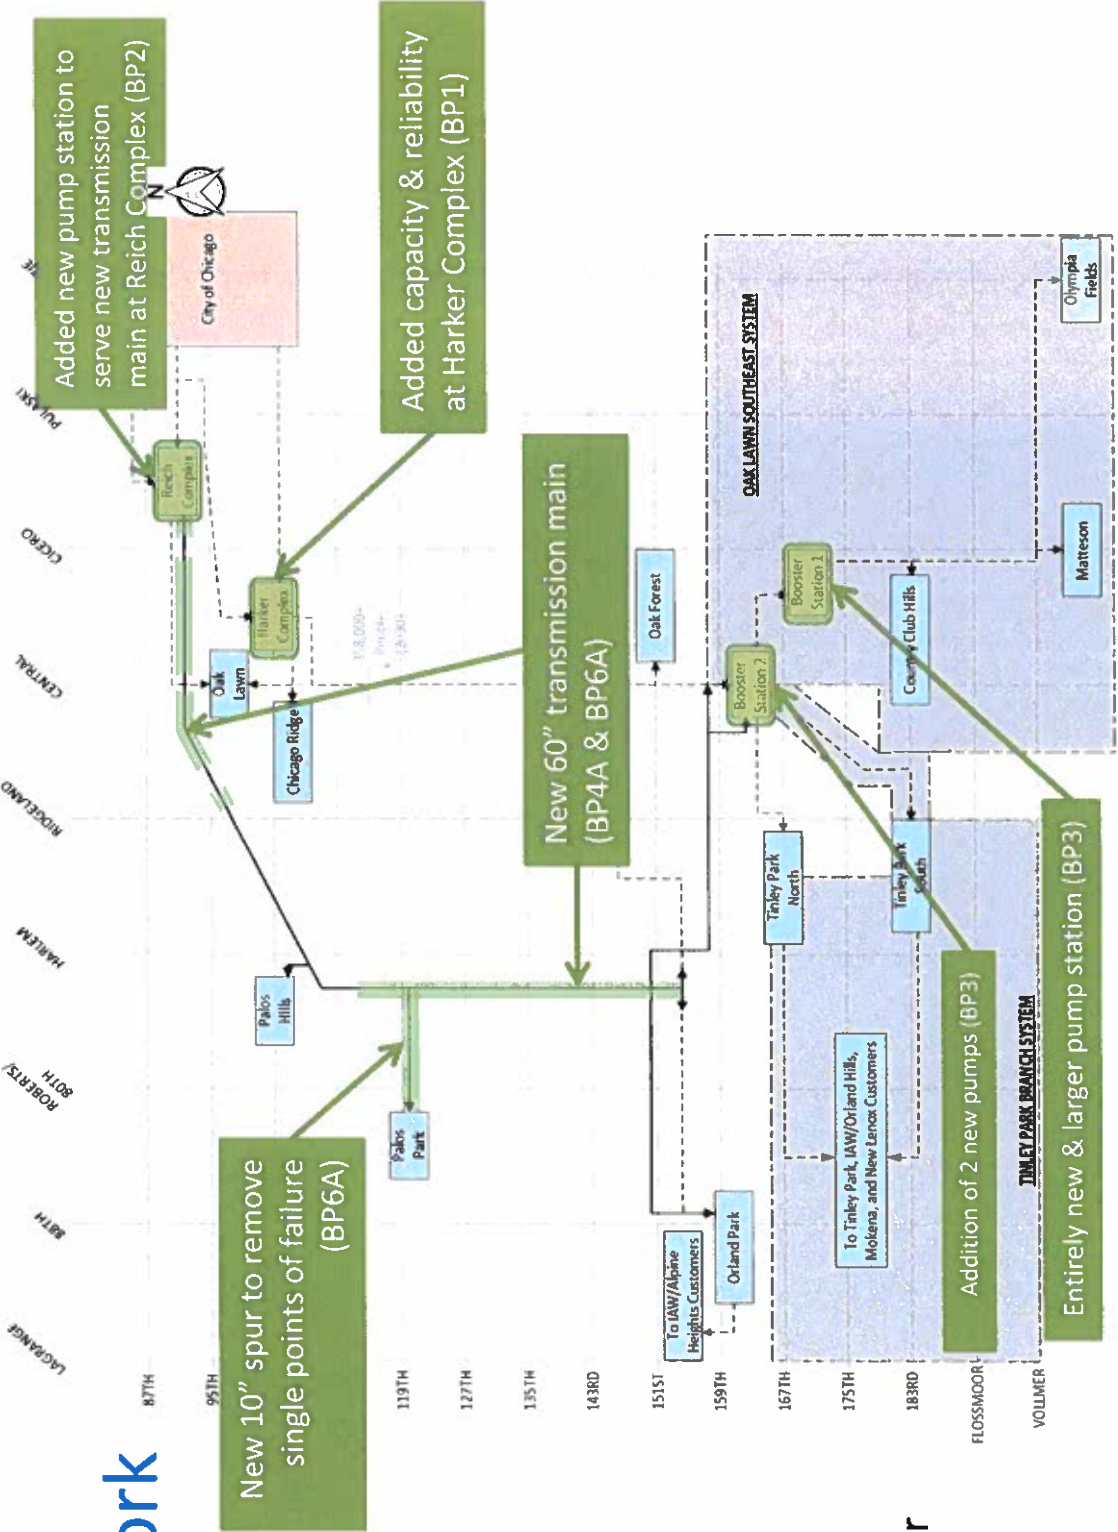 ork
LAGRANGE
88TH
ROBERTS/
80TH
HARLEM
RIDGELAND
CENTRAL
CICERO
PULASKI
87TH
95TH
119TH
127TH
135TH
143RD
151ST
159TH
167TH
175TH
183RD
FLOSSMOOR
VOLLMER
Added new pump station to
serve new transmission
main at Reich Complex (BP2)
N
City of Chicago
Added capacity & reliability
at Harker Complex (BP1)
Reich
Complex
Harker
Complex
Oak
Lawn
Chicago Ridge
New 60” transmission main
(BP4A & BP6A)
Palos
Hills
New 10” spur to remove
single points of failure
(BP6A)
Palos
Park
Oak Forest
OAK LAWN SOUTHEAST SYSTEM
Booster
Station 2
Booster
Station 1
Country Club Hills
Matteson
Olympia
Fields
To IAW/Alpine
Heights Customers
Orland Park
Tinley Park
North
Tinley Park
South
To Tinley Park, IAW/Orland Hills,
Mokena, and New Lenox Customers
TINLEY PARK BRANCH SYSTEM
Addition of 2 new pumps (BP3)
Entirely new & larger pump station (BP3)
r